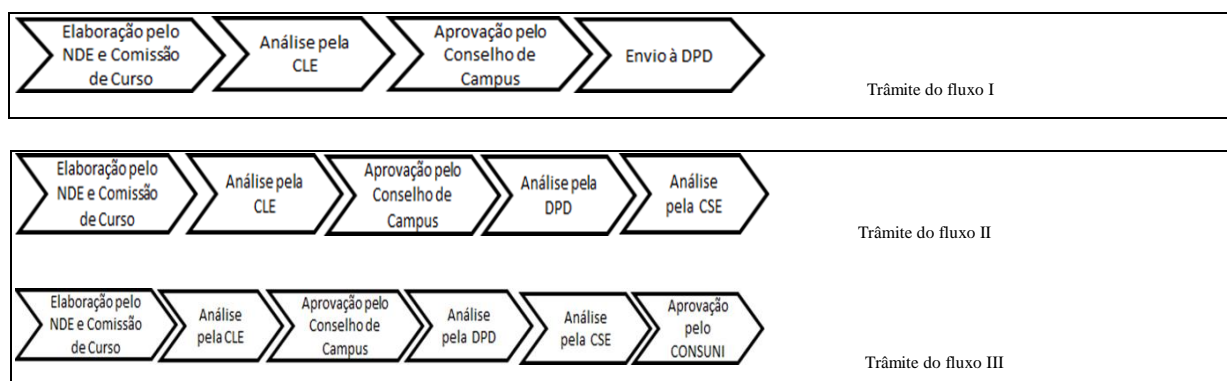 Elaboração pelo
NDE e Comissão
de Curso
Análise pela
CLE
Aprovação pelo
Conselho de
Campus
Envio à DPD
Trâmite do fluxo I
Elaboração pelo
NDE e Comissão
de Curso
Análise pela
CLE
Aprovação pelo
Conselho de
Campus
Análise pela
DPD
Análise
pela CSE
Trâmite do fluxo II
Elaboração pelo
NDE e Comissão
de Curso
Análise
pela CLE
Aprovação pelo
Conselho de
Campus
Análise
pela DPD
Análise
pela CSE
Aprovação
pelo
CONSUNI
Trâmite do fluxo III